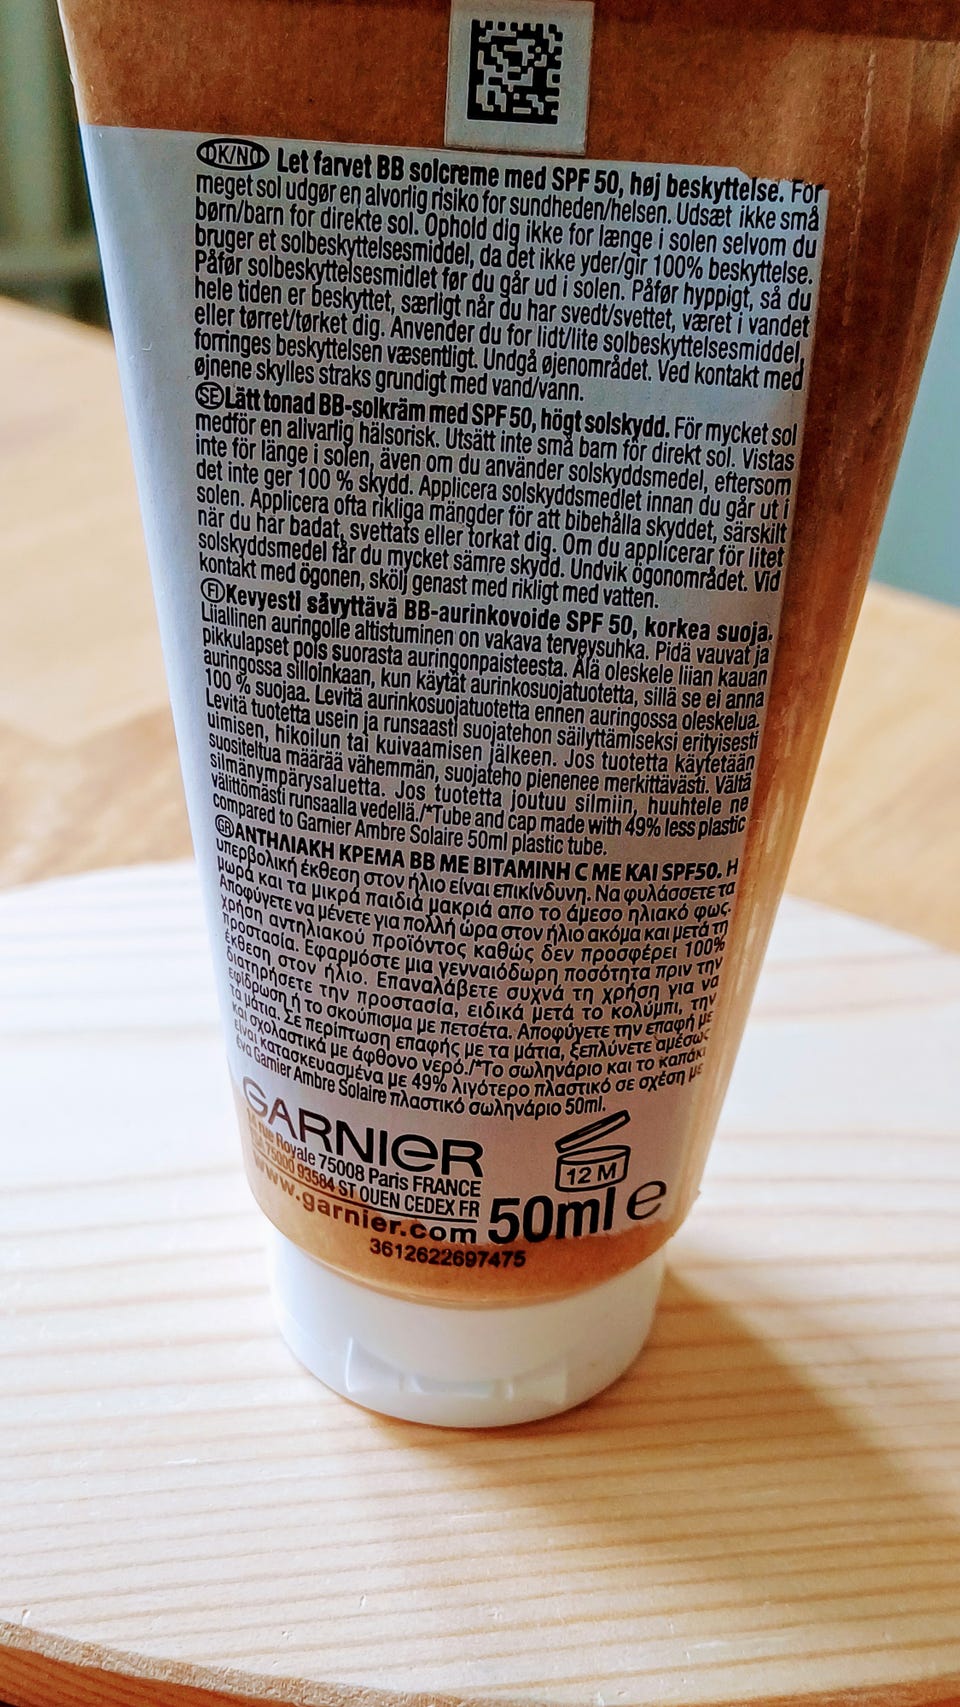 DK/NO Let farvet BB solcreme med SPF 50, høj beskyttelse. For
meget sol udgør en alvorlig risiko for sundheden/helsen. Udsæt ikke små
børn/barn for direkte sol. Ophold dig ikke for længe i solen selvom du
bruger et solbeskyttelsesmiddel, da det ikke yder/gir 100% beskyttelse.
Påfør solbeskyttelsesmidlet før du går ud i solen. Påfør hyppigt, så du
hele tiden er beskyttet, særligt når du har svedt/svettet, været i vandet
eller tørret/tørket dig. Anvender du for lidt/lite solbeskyttelsesmiddel,
forringes beskyttelsen væsentligt. Undgå øjenområdet. Ved kontakt med
øjnene skylles straks grundigt med vand/vann.
SE Lätt tonad BB-solkräm med SPF 50, högt solskydd. För mycket sol
medför en allvarlig hälsorisk. Utsätt inte små barn för direkt sol. Vistas
inte för länge i solen, även om du använder solskyddsmedel, eftersom
det inte ger 100 % skydd. Applicera solskyddsmedlet innan du går ut i
solen. Applicera ofta rikliga mängder för att bibehålla skyddet, särskilt
när du har badat, svettats eller torkat dig. Om du applicerar för litet
solskyddsmedel får du mycket sämre skydd. Undvik ögonområdet. Vid
kontakt med ögonen, skölj genast med rikligt med vatten.
FI Kevyesti sävyttävä BB-aurinkovoide SPF 50, korkea suoja.
Liiallinen auringolle altistuminen on vakava terveysuhka. Pidä vauvat ja
pikkulapset pois suorasta auringonpaisteesta. Älä oleskele liian kauan
auringossa silloinkaan, kun käytät aurinkosuojatuotetta, sillä se ei anna
100 % suojaa. Levitä aurinkosuojatuotetta ennen auringossa oleskelua.
Levitä tuotetta usein ja runsaasti suojatehon säilyttämiseksi erityisesti
uimisen, hikoilun tai kuivaamisen jälkeen. Jos tuotetta käytetään
suositeltua määrää vähemmän, suojateho pienenee merkittävästi. Vältä
silmänympärysaluetta. Jos tuotetta joutuu silmiin, huuhtele ne
välittömästi runsaalla vedellä./*Tube and cap made with 49% less plastic
compared to Garnier Ambre Solaire 50ml plastic tube.
GR ΑΝΤΗΛΙΑΚΗ ΚΡΕΜΑ BB ΜΕ ΒΙΤΑΜΙΝΗ C ΜΕ ΚΑΙ SPF50. Η
υπερβολική έκθεση στον ήλιο είναι επικίνδυνη. Να φυλάσσετε τα
μωρά και τα μικρά παιδιά μακριά απο το άμεσο ηλιακό φως.
Αποφύγετε να μένετε για πολλή ώρα στον ήλιο ακόμα και μετά τη
χρήση αντηλιακού προϊόντος καθώς δεν προσφέρει 100%
προστασία. Εφαρμόστε μια γενναιόδωρη ποσότητα πριν την
έκθεση στον ήλιο. Επαναλάβετε συχνά τη χρήση για να
διατηρήσετε την προστασία, ειδικά μετά το κολύμπι, την
εφίδρωση ή το σκούπισμα με πετσέτα. Αποφύγετε την επαφή με
τα μάτια. Σε περίπτωση επαφής με τα μάτια, ξεπλύνετε αμέσως
και σχολαστικά με άφθονο νερό./*Το σωληνάριο και το καπάκι
είναι κατασκευασμένα με 49% λιγότερο πλαστικό σε σχέση με
ένα Garnier Ambre Solaire πλαστικό σωληνάριο 50ml.
GARNIER
rue Royale 75008 Paris FRANCE
75000 93584 ST OUEN CEDEX FR
www.garnier.com
12 M
50ml e
3612622697475